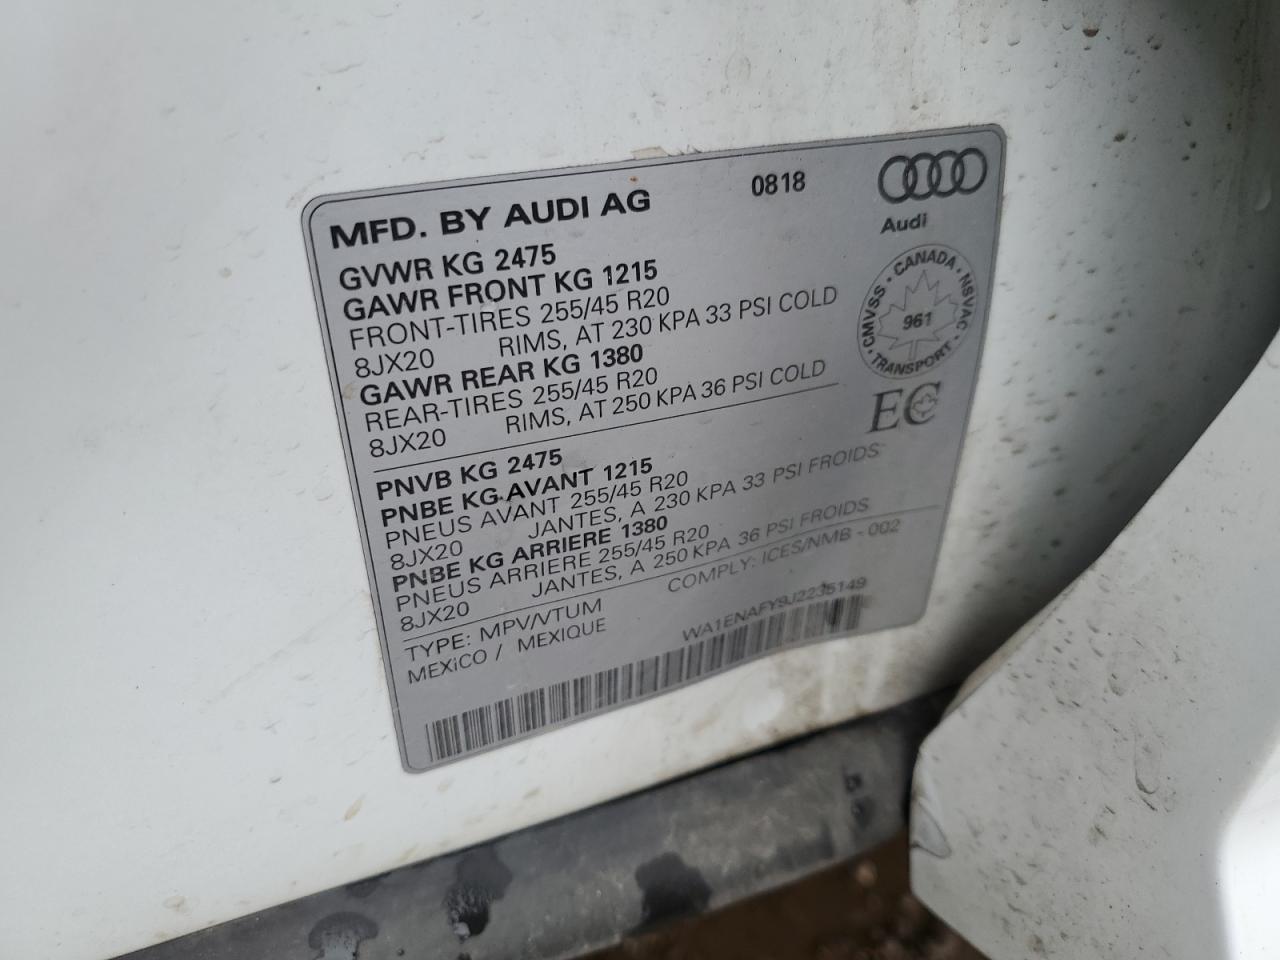 MFD. BY AUDI AG 0818
Audi
GVWR KG 2475
GAWR FRONT KG 1215
FRONT-TIRES 255/45 R20
8JX20 RIMS, AT 230 KPA 33 PSI COLD
GAWR REAR KG 1380
REAR-TIRES 255/45 R20
8JX20 RIMS, AT 250 KPA 36 PSI COLD
CMVSS · CANADA · NSVAC · TRANSPORT ·
961
EC
PNVB KG 2475
PNBE KG AVANT 1215
PNEUS AVANT 255/45 R20
8JX20 JANTES, A 230 KPA 33 PSI FROIDS
PNBE KG ARRIERE 1380
PNEUS ARRIERE 255/45 R20
8JX20 JANTES, A 250 KPA 36 PSI FROIDS
TYPE: MPV/VTUM COMPLY: ICES/NMB - 002
MEXiCO / MEXIQUE WA1ENAFY9J2235149